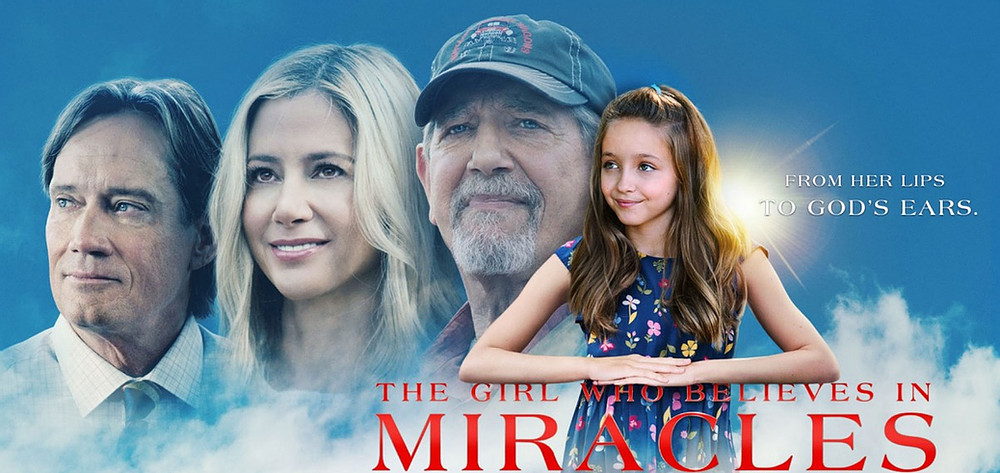 FROM HER LIPS
TO GOD'S EARS.
THE GIRL WHO BELIEVES IN
MIRACLES